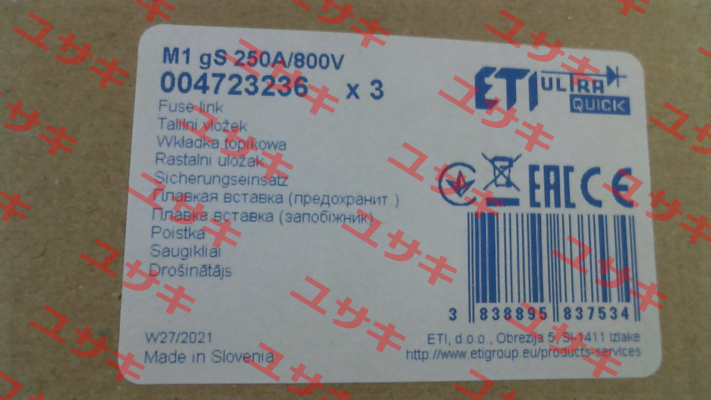 M1 gS 250A/800V
004723236 x 3
ETI ULTRA QUICK
Fuse link
Talilni vložek
Wkładka topikowa
Rastalni uložak
Sicherungseinsatz
Плавкая вставка (предохранит.)
Плавка вставка (запобіжник)
Poistka
Saugikliai
Drošinātājs
EAC CE
3 838895 837534
W27/2021
Made in Slovenia
ETI, d.o.o., Obrezija 5, SI-1411 Izlake
http://www.etigroup.eu/products-services
ユサキ